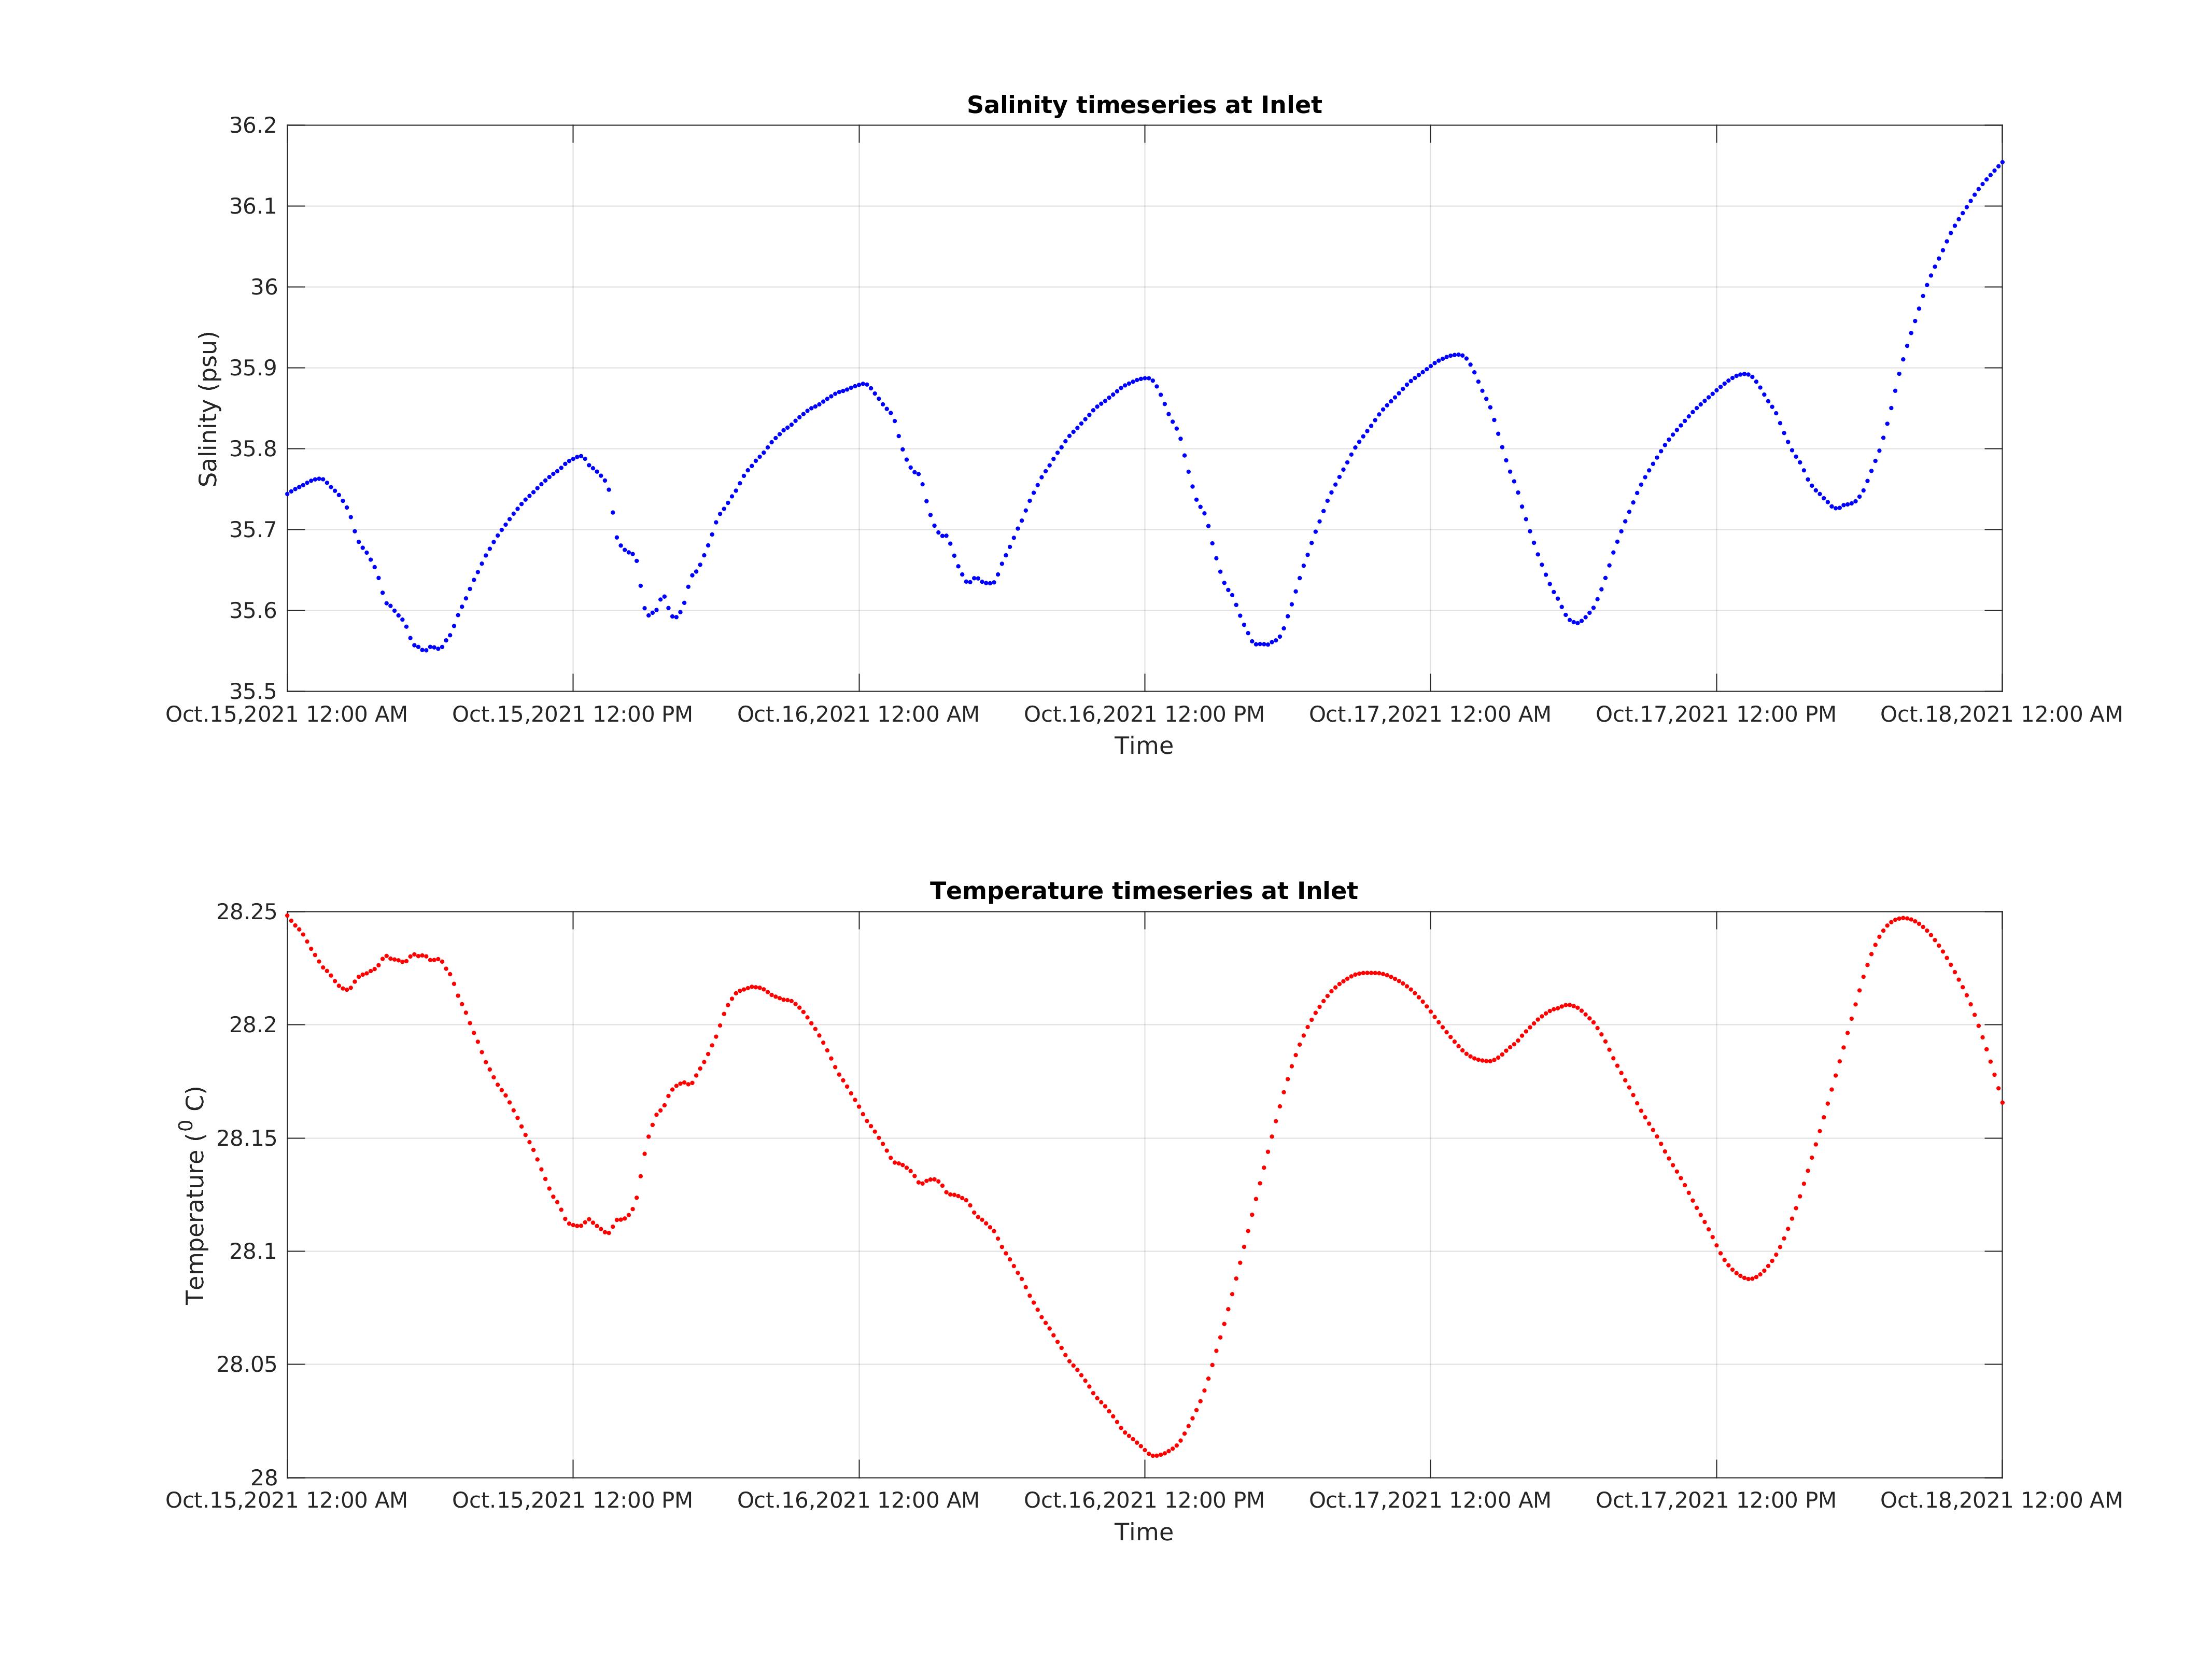 Salinity timeseries at Inlet
36.2
36.1
36
35.9
35.8
35.7
35.6
35.5
Salinity (psu)
Oct.15,2021 12:00 AM Oct.15,2021 12:00 PM Oct.16,2021 12:00 AM Oct.16,2021 12:00 PM Oct.17,2021 12:00 AM Oct.17,2021 12:00 PM Oct.18,2021 12:00 AM
Time
Temperature timeseries at Inlet
28.25
28.2
28.15
28.1
28.05
28
Temperature (⁰ C)
Oct.15,2021 12:00 AM Oct.15,2021 12:00 PM Oct.16,2021 12:00 AM Oct.16,2021 12:00 PM Oct.17,2021 12:00 AM Oct.17,2021 12:00 PM Oct.18,2021 12:00 AM
Time